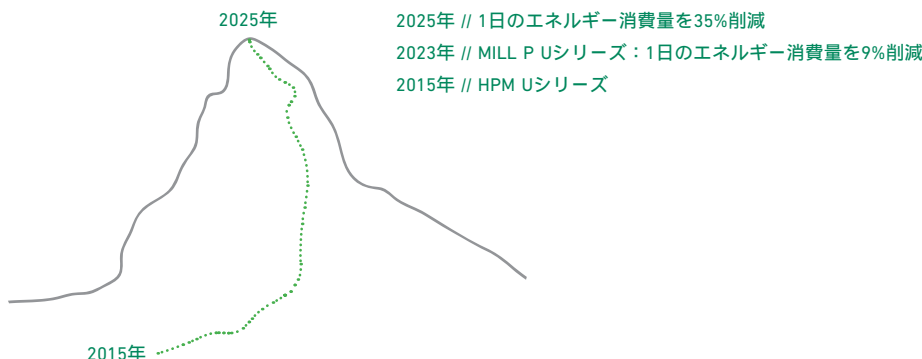 2025年
2025年 // 1日のエネルギー消費量を35%削減
2023年 // MILL P Uシリーズ：1日のエネルギー消費量を9%削減
2015年 // HPM Uシリーズ
2015年